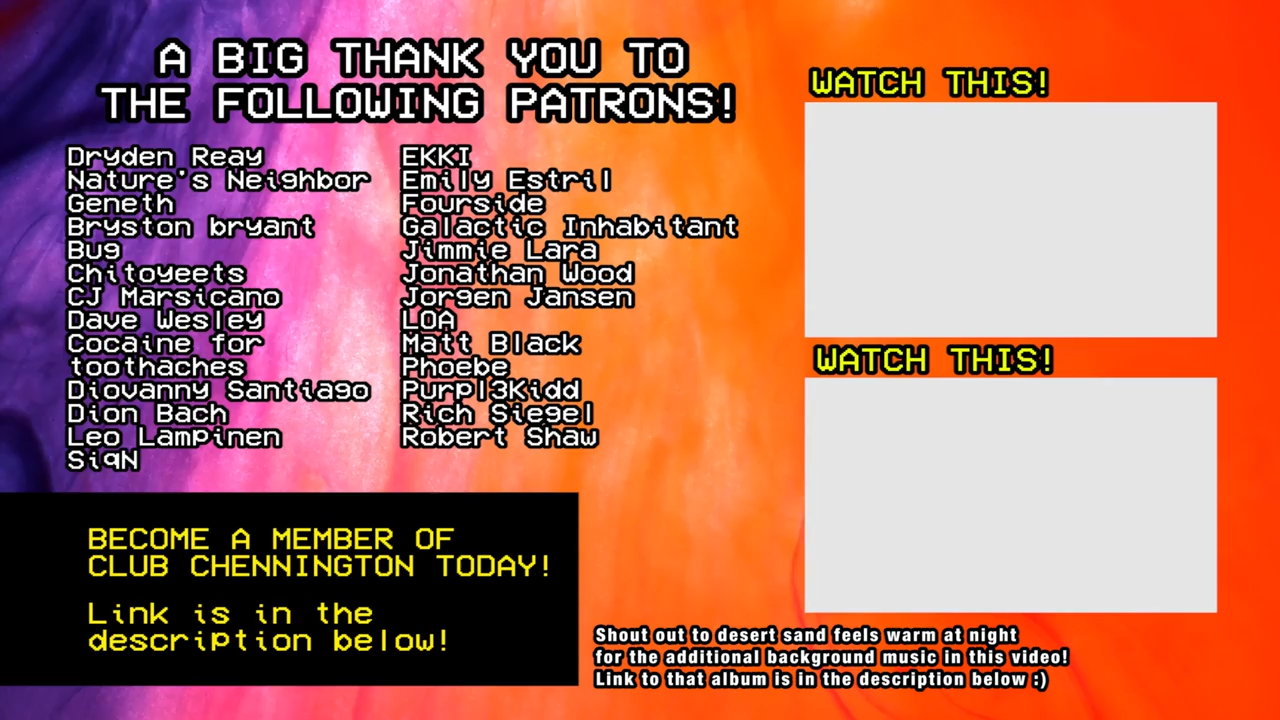 A BIG THANK YOU TO
THE FOLLOWING PATRONS!
Dryden Reay
Nature's Neighbor
Geneth
Bryston bryant
Bug
Chitoyeets
CJ Marsicano
Dave Wesley
Cocaine for
toothaches
Diovanny Santiago
Dion Bach
Leo Lampinen
SiqN
EKKI
Emily Estril
Fourside
Galactic Inhabitant
Jimmie Lara
Jonathan Wood
Jorgen Jansen
LOA
Matt Black
Phoebe
Purpl3Kidd
Rich Siegel
Robert Shaw
WATCH THIS!
WATCH THIS!
BECOME A MEMBER OF
CLUB CHENNINGTON TODAY!
Link is in the
description below!
Shout out to desert sand feels warm at night
for the additional background music in this video!
Link to that album is in the description below :)